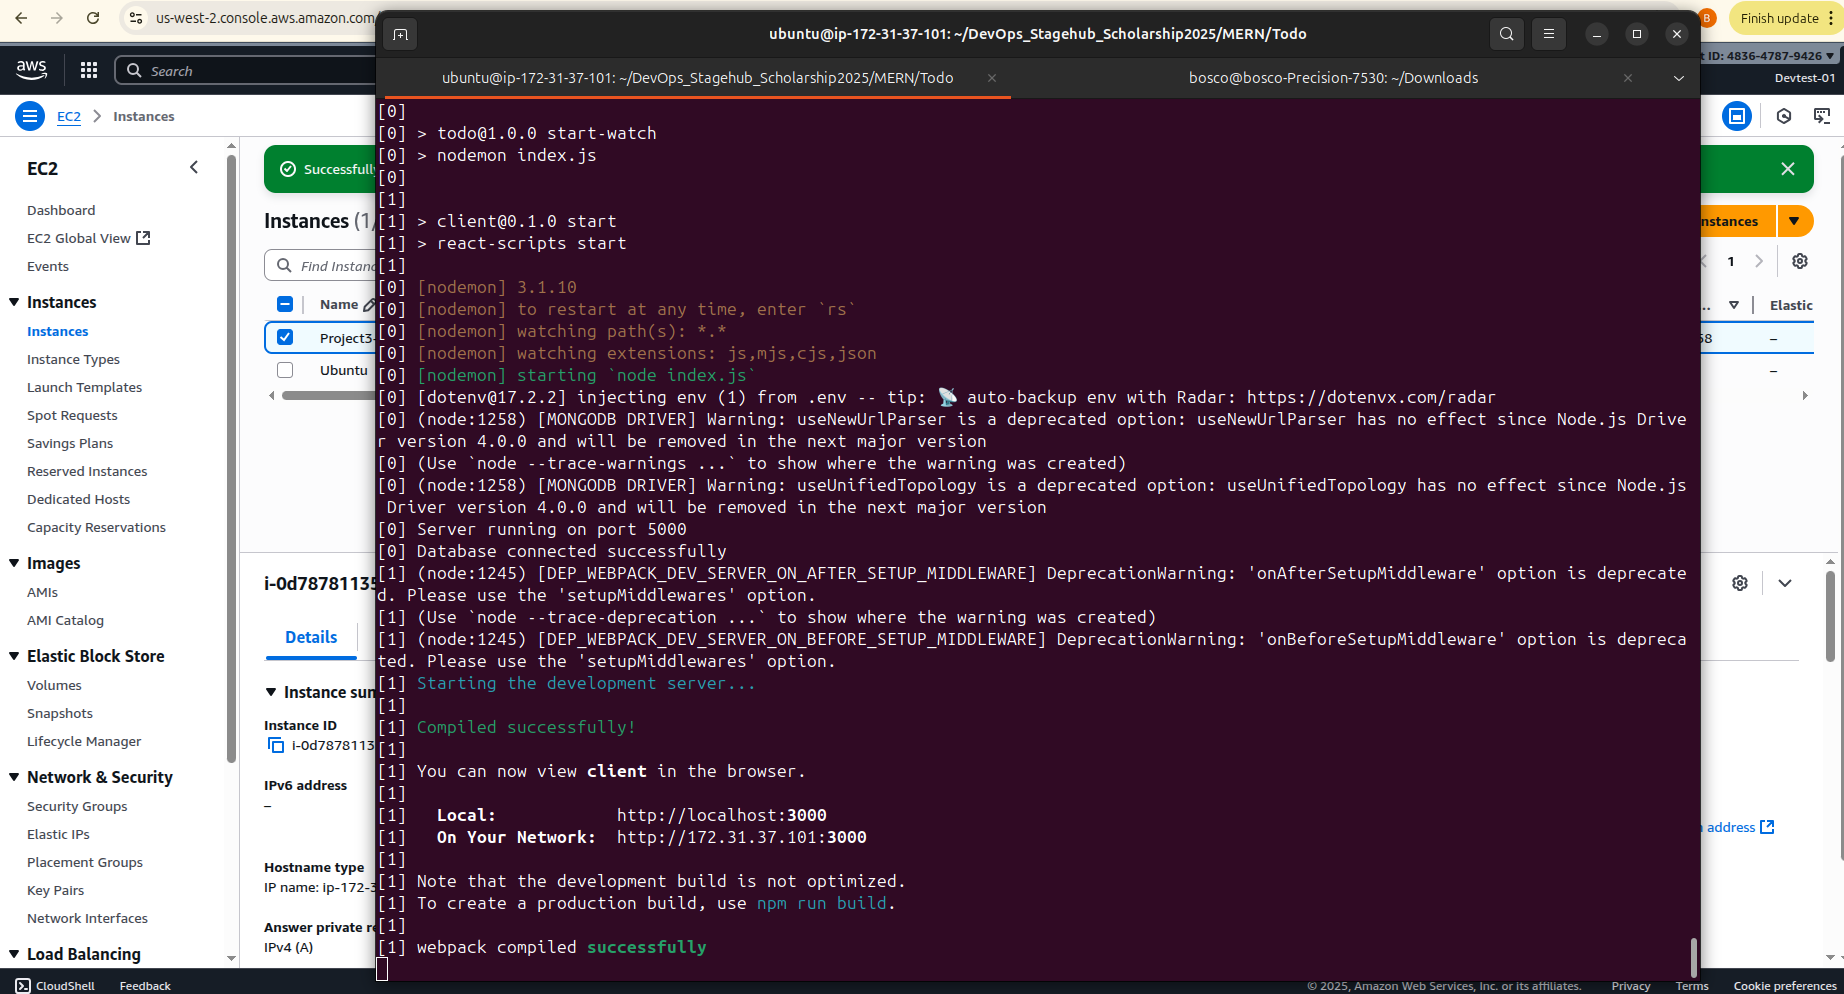 us-west-2.console.aws.amazon.com
B
Finish update
ubuntu@ip-172-31-37-101: ~/DevOps_Stagehub_Scholarship2025/MERN/Todo
aws
Search
ID: 4836-4787-9426
Devtest-01
ubuntu@ip-172-31-37-101: ~/DevOps_Stagehub_Scholarship2025/MERN/Todo
bosco@bosco-Precision-7530: ~/Downloads
EC2
Instances
EC2
Dashboard
EC2 Global View
Events
Instances
Instances
Instance Types
Launch Templates
Spot Requests
Savings Plans
Reserved Instances
Dedicated Hosts
Capacity Reservations
Images
AMIs
AMI Catalog
Elastic Block Store
Volumes
Snapshots
Lifecycle Manager
Network & Security
Security Groups
Elastic IPs
Placement Groups
Key Pairs
Network Interfaces
Load Balancing
Successfully
Instances (1/
Find Instanc
Name
Project3-
Ubuntu
i-0d7878113
Details
Instance sum
Instance ID
i-0d7878113
IPv6 address
–
Hostname type
IP name: ip-172-3
Answer private re
IPv4 (A)
[0]
[0] > todo@1.0.0 start-watch
[0] > nodemon index.js
[0]
[1]
[1] > client@0.1.0 start
[1] > react-scripts start
[1]
[0] [nodemon] 3.1.10
[0] [nodemon] to restart at any time, enter `rs`
[0] [nodemon] watching path(s): *.*
[0] [nodemon] watching extensions: js,mjs,cjs,json
[0] [nodemon] starting `node index.js`
[0] [dotenv@17.2.2] injecting env (1) from .env -- tip: 📡 auto-backup env with Radar: https://dotenvx.com/radar
[0] (node:1258) [MONGODB DRIVER] Warning: useNewUrlParser is a deprecated option: useNewUrlParser has no effect since Node.js Drive
r version 4.0.0 and will be removed in the next major version
[0] (Use `node --trace-warnings ...` to show where the warning was created)
[0] (node:1258) [MONGODB DRIVER] Warning: useUnifiedTopology is a deprecated option: useUnifiedTopology has no effect since Node.js
Driver version 4.0.0 and will be removed in the next major version
[0] Server running on port 5000
[0] Database connected successfully
[1] (node:1245) [DEP_WEBPACK_DEV_SERVER_ON_AFTER_SETUP_MIDDLEWARE] DeprecationWarning: 'onAfterSetupMiddleware' option is deprecate
d. Please use the 'setupMiddlewares' option.
[1] (Use `node --trace-deprecation ...` to show where the warning was created)
[1] (node:1245) [DEP_WEBPACK_DEV_SERVER_ON_BEFORE_SETUP_MIDDLEWARE] DeprecationWarning: 'onBeforeSetupMiddleware' option is depreca
ted. Please use the 'setupMiddlewares' option.
[1] Starting the development server...
[1]
[1] Compiled successfully!
[1]
[1] You can now view client in the browser.
[1]
[1] Local: http://localhost:3000
[1] On Your Network: http://172.31.37.101:3000
[1]
[1] Note that the development build is not optimized.
[1] To create a production build, use npm run build.
[1]
[1] webpack compiled successfully
nstances
1
Elastic
58
–
–
address
CloudShell
Feedback
© 2025, Amazon Web Services, Inc. or its affiliates.
Privacy
Terms
Cookie preferences